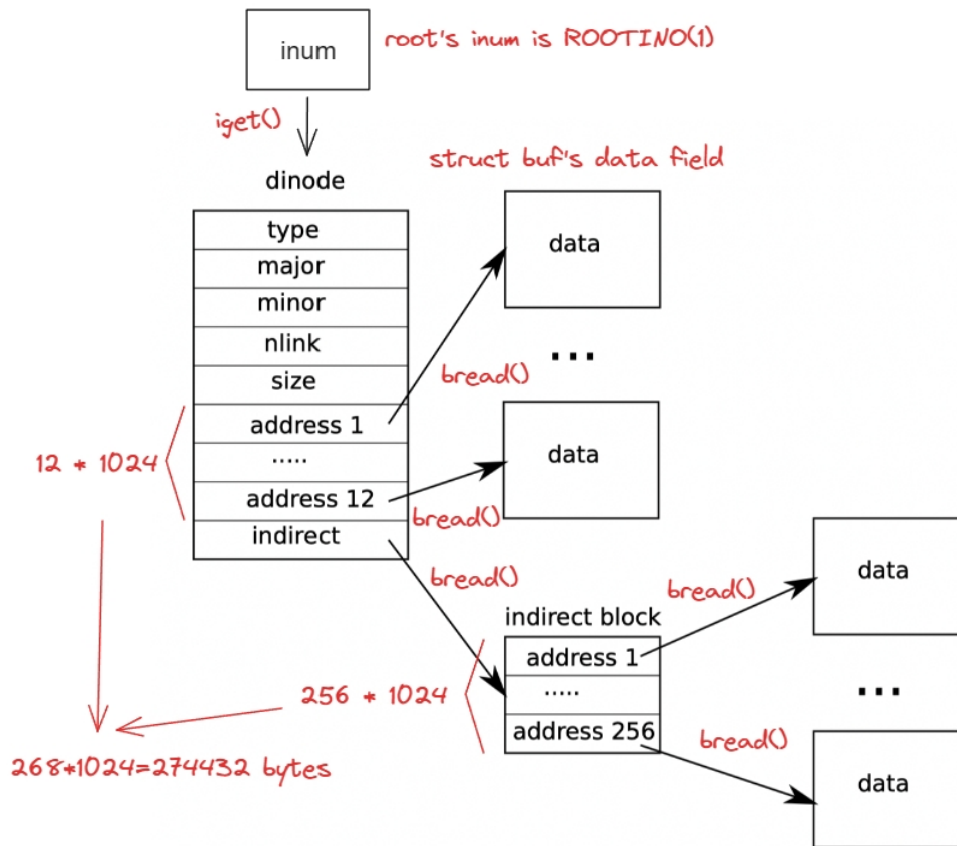 inum
root's inum is ROOTINO(1)
iget()
struct buf's data field
dinode
type
major
minor
nlink
size
address 1
.....
address 12
indirect
12 * 1024
data
...
bread()
data
bread()
bread()
indirect block
address 1
.....
address 256
256 * 1024
bread()
data
...
bread()
data
268*1024=274432 bytes